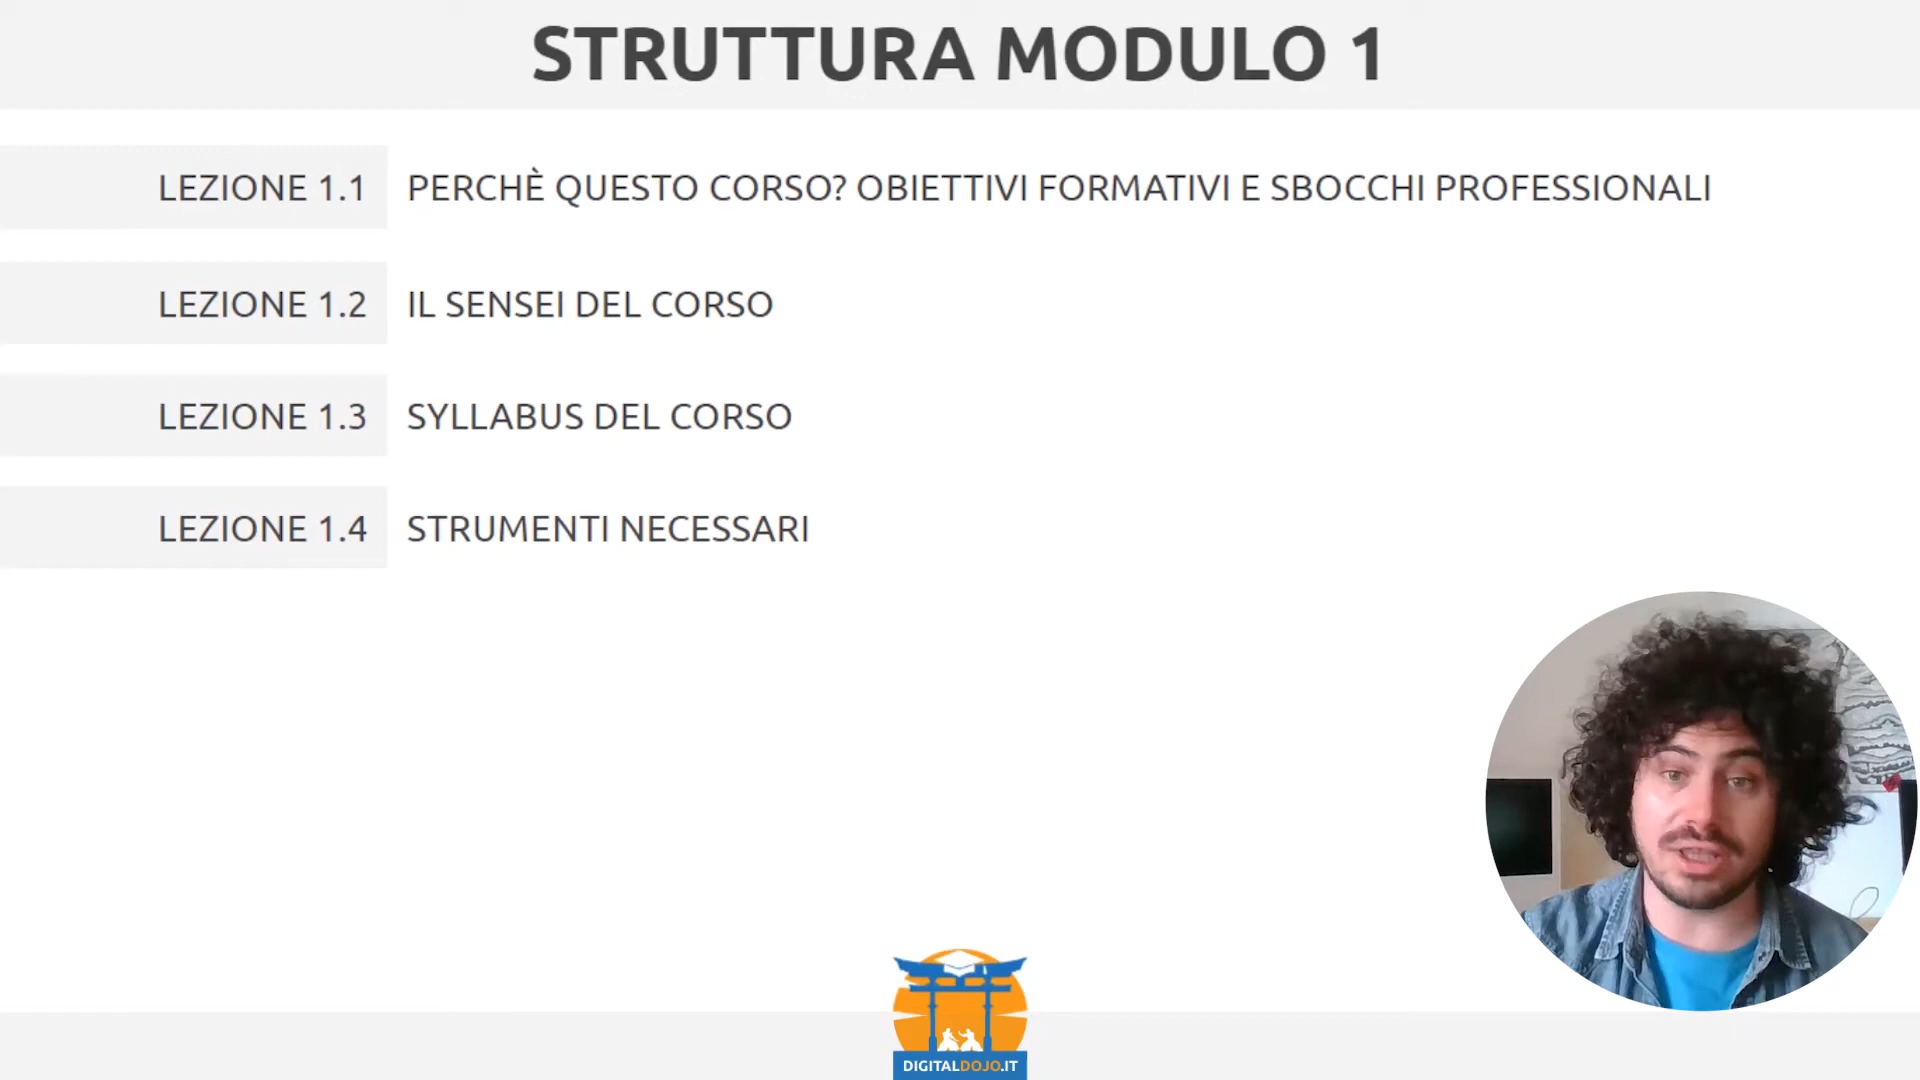 STRUTTURA MODULO 1
LEZIONE 1.1 PERCHÈ QUESTO CORSO? OBIETTIVI FORMATIVI E SBOCCHI PROFESSIONALI
LEZIONE 1.2 IL SENSEI DEL CORSO
LEZIONE 1.3 SYLLABUS DEL CORSO
LEZIONE 1.4 STRUMENTI NECESSARI
DIGITALDOJO.IT